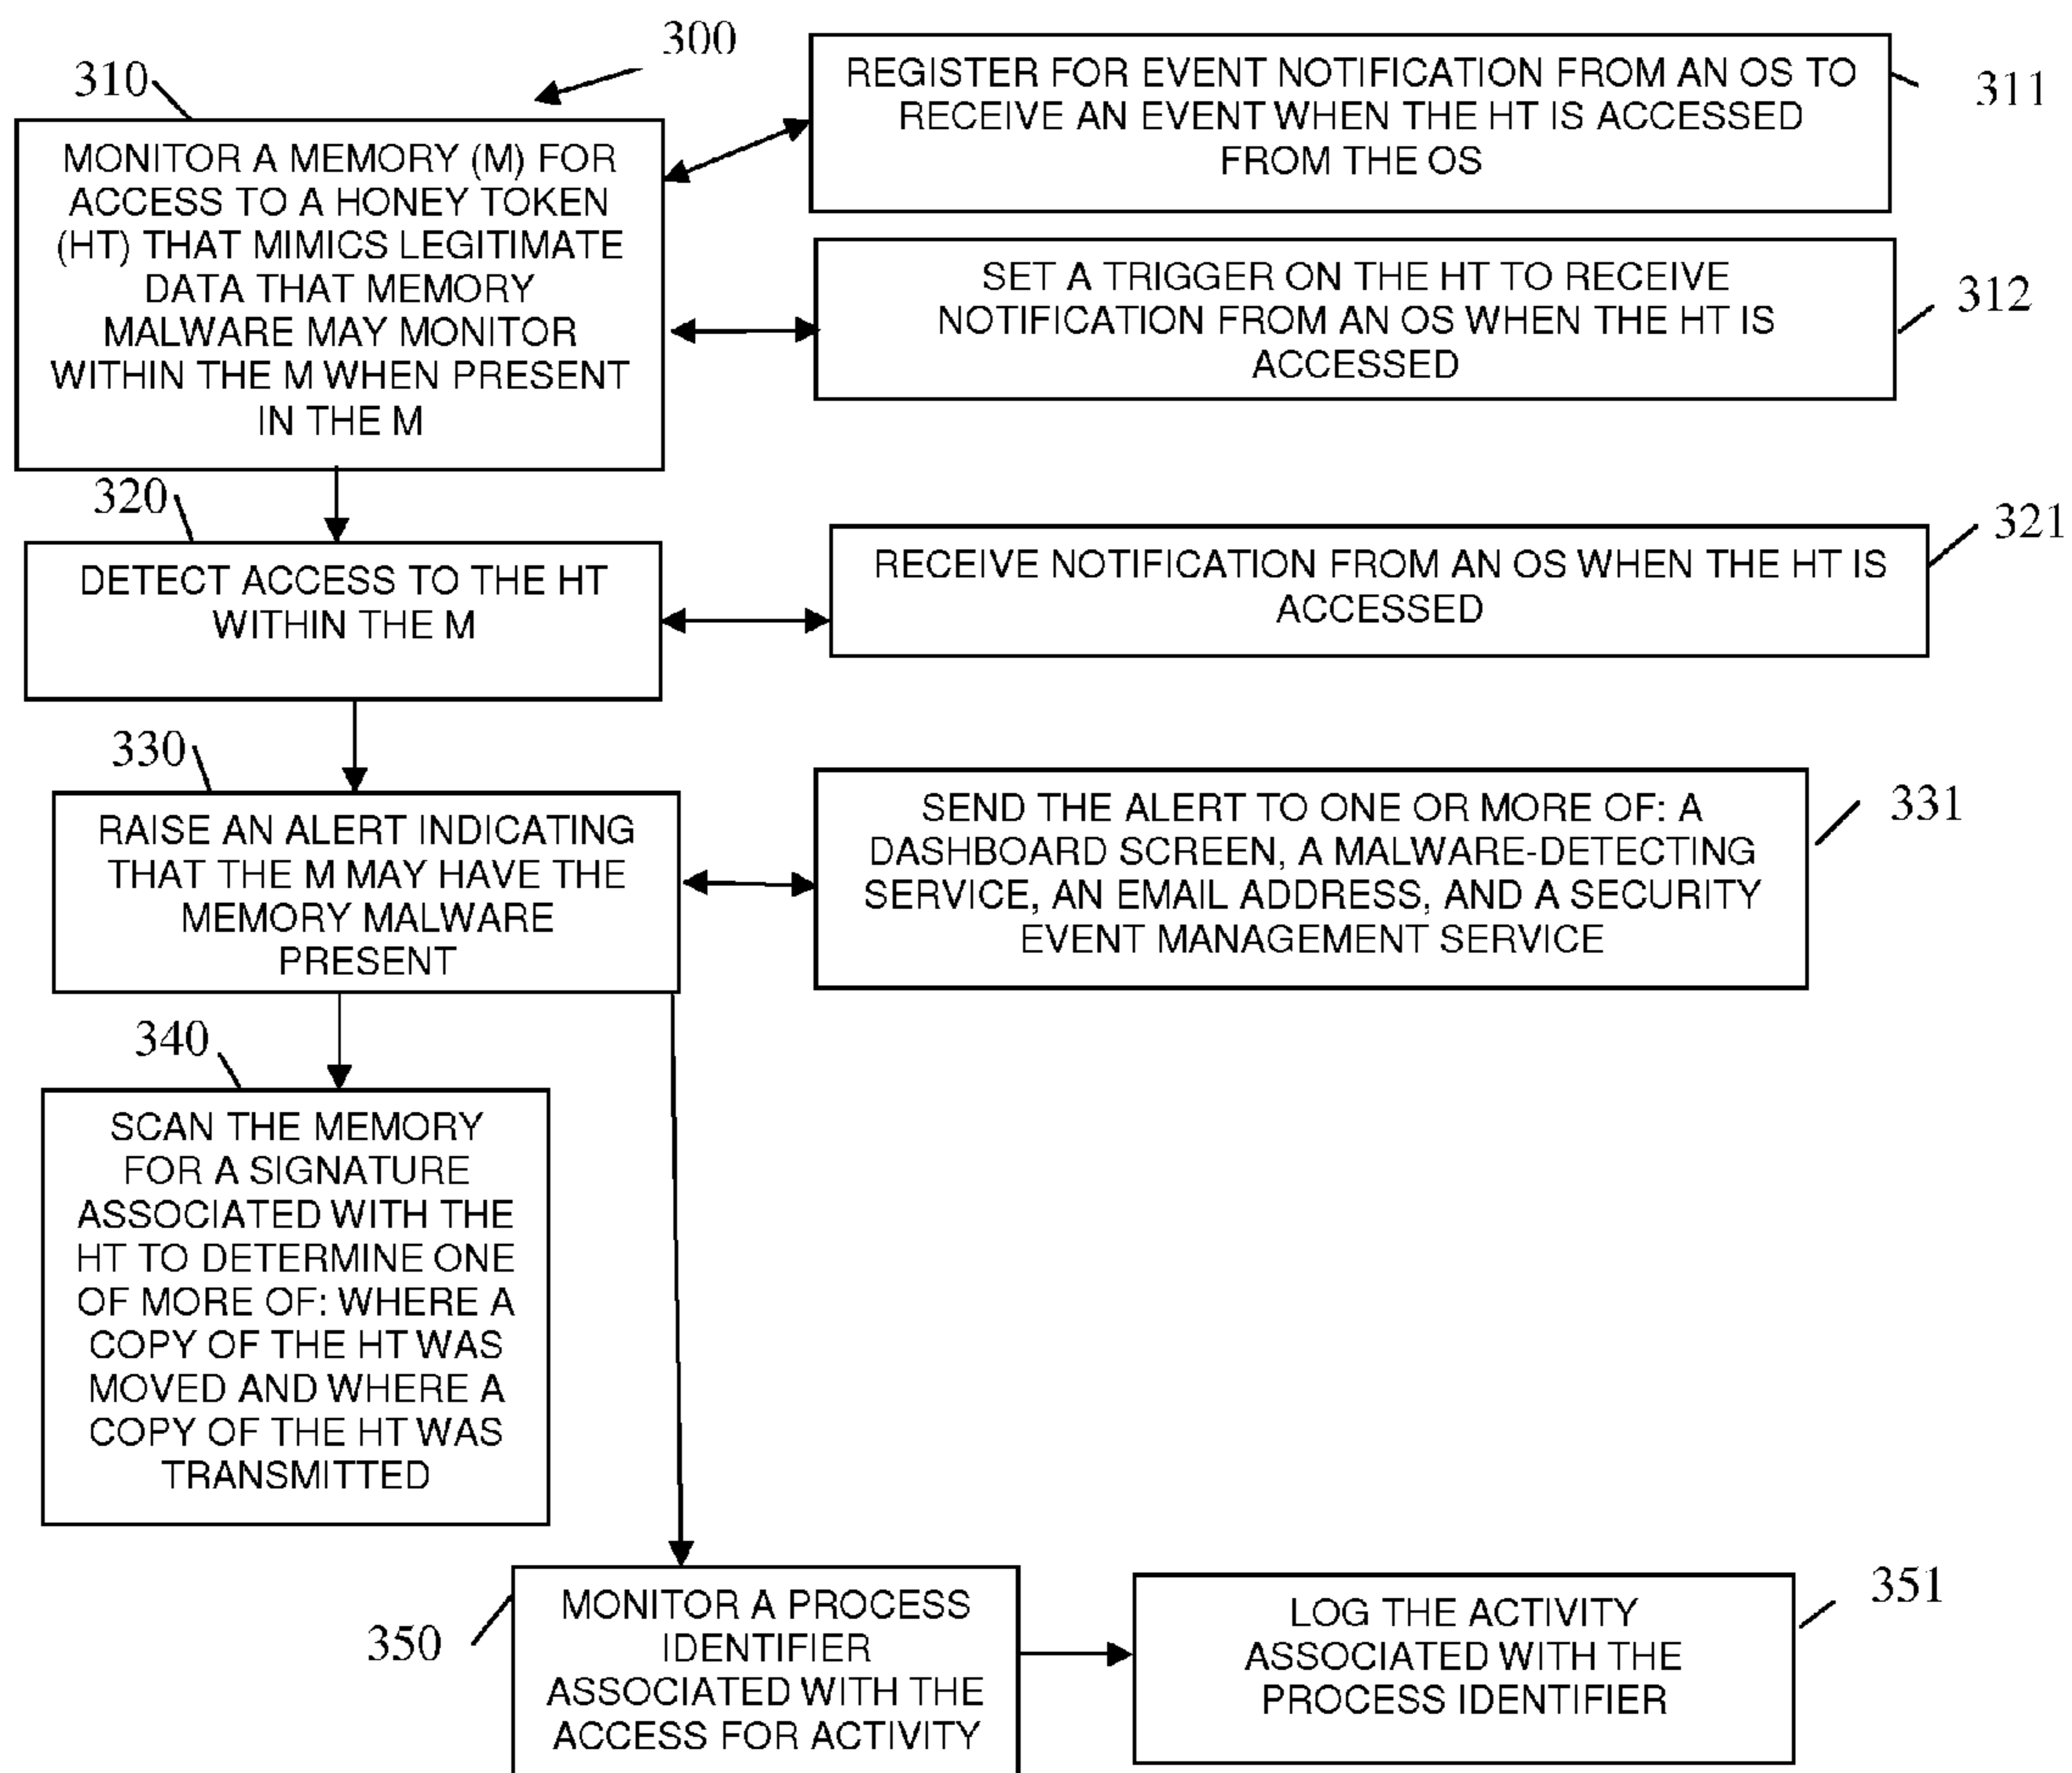 300
310
MONITOR A MEMORY (M) FOR
ACCESS TO A HONEY TOKEN
(HT) THAT MIMICS LEGITIMATE
DATA THAT MEMORY
MALWARE MAY MONITOR
WITHIN THE M WHEN PRESENT
IN THE M
REGISTER FOR EVENT NOTIFICATION FROM AN OS TO
RECEIVE AN EVENT WHEN THE HT IS ACCESSED
FROM THE OS
311
SET A TRIGGER ON THE HT TO RECEIVE
NOTIFICATION FROM AN OS WHEN THE HT IS
ACCESSED
312
320
DETECT ACCESS TO THE HT
WITHIN THE M
RECEIVE NOTIFICATION FROM AN OS WHEN THE HT IS
ACCESSED
321
330
RAISE AN ALERT INDICATING
THAT THE M MAY HAVE THE
MEMORY MALWARE
PRESENT
SEND THE ALERT TO ONE OR MORE OF: A
DASHBOARD SCREEN, A MALWARE-DETECTING
SERVICE, AN EMAIL ADDRESS, AND A SECURITY
EVENT MANAGEMENT SERVICE
331
340
SCAN THE MEMORY
FOR A SIGNATURE
ASSOCIATED WITH THE
HT TO DETERMINE ONE
OF MORE OF: WHERE A
COPY OF THE HT WAS
MOVED AND WHERE A
COPY OF THE HT WAS
TRANSMITTED
350
MONITOR A PROCESS
IDENTIFIER
ASSOCIATED WITH THE
ACCESS FOR ACTIVITY
LOG THE ACTIVITY
ASSOCIATED WITH THE
PROCESS IDENTIFIER
351